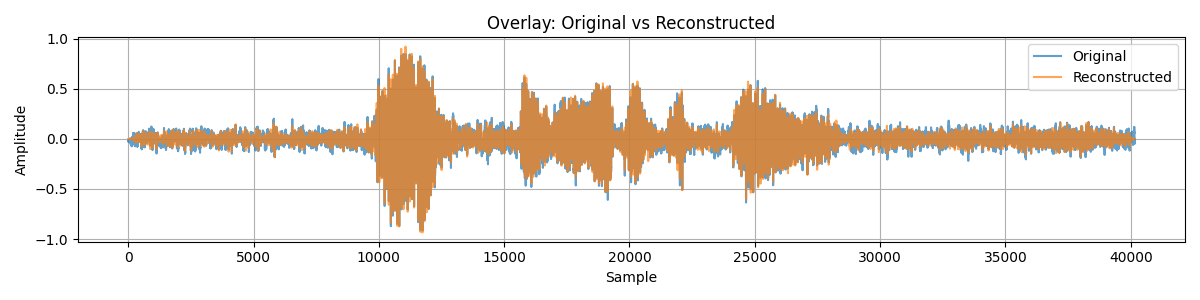 Overlay: Original vs Reconstructed
1.0
0.5
0.0
−0.5
−1.0
Amplitude
Original
Reconstructed
0
5000
10000
15000
20000
25000
30000
35000
40000
Sample